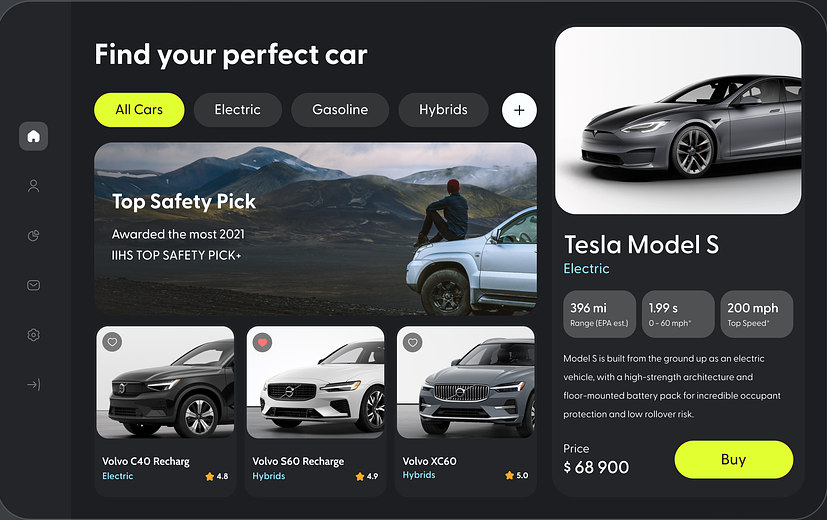 Find your perfect car
All Cars
Electric
Gasoline
Hybrids
+
Top Safety Pick
Awarded the most 2021
IIHS TOP SAFETY PICK+
Volvo C40 Recharg
Electric
4.8
Volvo S60 Recharge
Hybrids
4.9
Volvo XC60
Hybrids
5.0
Tesla Model S
Electric
396 mi
Range (EPA est.)
1.99 s
0 - 60 mph*
200 mph
Top Speed*
Model S is built from the ground up as an electric
vehicle, with a high-strength architecture and
floor-mounted battery pack for incredible occupant
protection and low rollover risk.
Price
$ 68 900
Buy